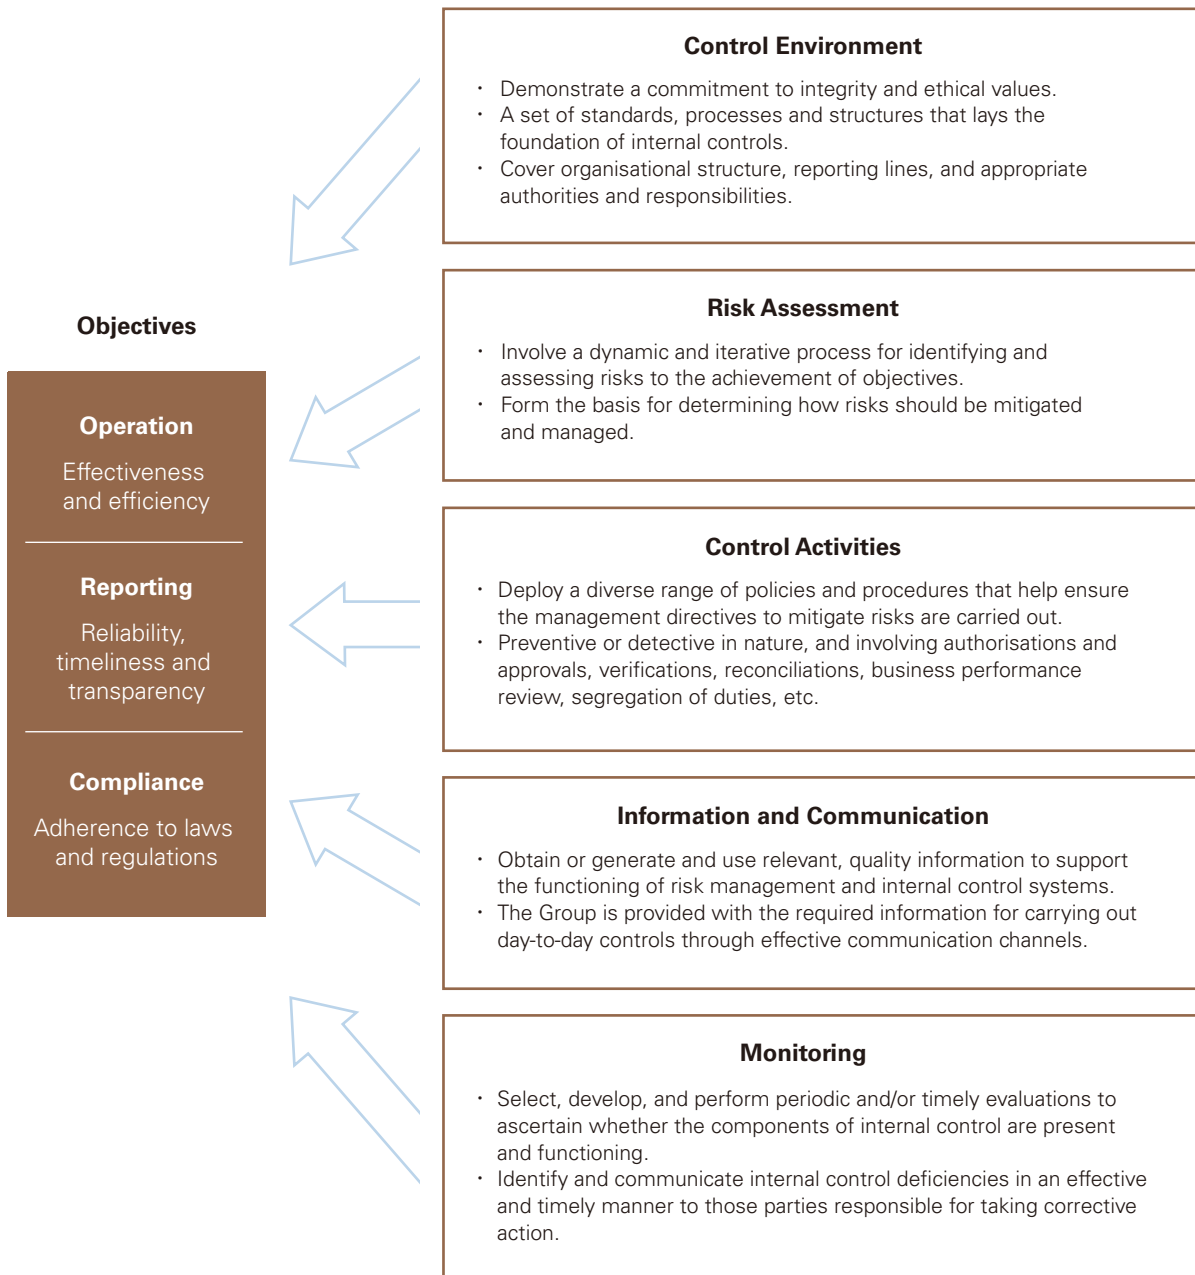 Control Environment
· Demonstrate a commitment to integrity and ethical values.
· A set of standards, processes and structures that lays the
foundation of internal controls.
· Cover organisational structure, reporting lines, and appropriate
authorities and responsibilities.
Objectives
Operation
Effectiveness
and efficiency
Reporting
Reliability,
timeliness and
transparency
Compliance
Adherence to laws
and regulations
Risk Assessment
· Involve a dynamic and iterative process for identifying and
assessing risks to the achievement of objectives.
· Form the basis for determining how risks should be mitigated
and managed.
Control Activities
· Deploy a diverse range of policies and procedures that help ensure
the management directives to mitigate risks are carried out.
· Preventive or detective in nature, and involving authorisations and
approvals, verifications, reconciliations, business performance
review, segregation of duties, etc.
Information and Communication
· Obtain or generate and use relevant, quality information to support
the functioning of risk management and internal control systems.
· The Group is provided with the required information for carrying out
day-to-day controls through effective communication channels.
Monitoring
· Select, develop, and perform periodic and/or timely evaluations to
ascertain whether the components of internal control are present
and functioning.
· Identify and communicate internal control deficiencies in an effective
and timely manner to those parties responsible for taking corrective
action.